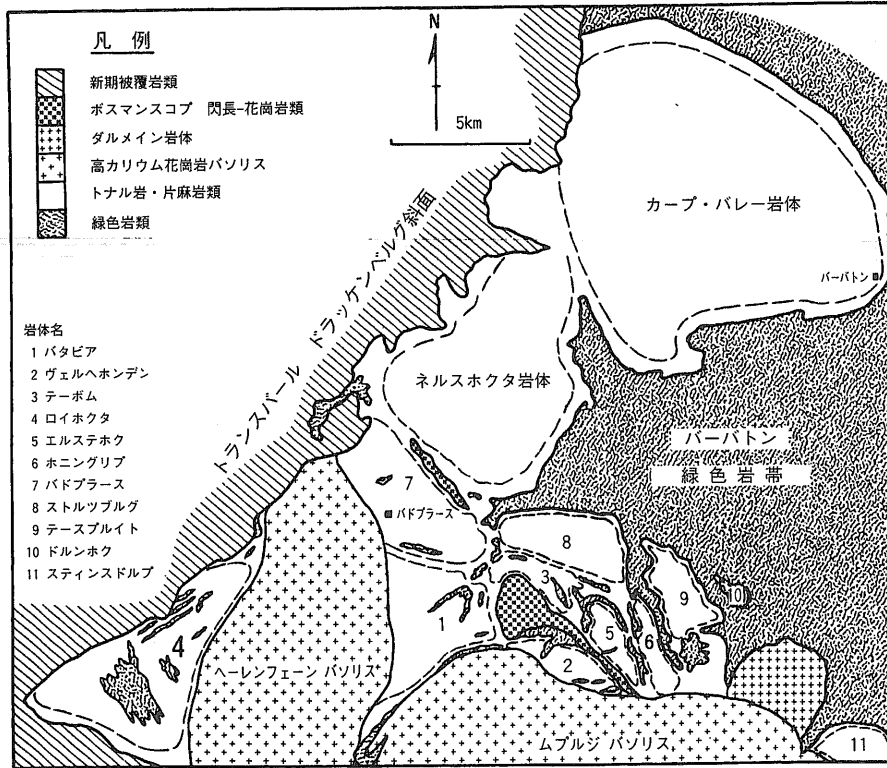 凡 例
新期被覆岩類
ボスマンスコプ 閃長-花崗岩類
ダルメイン岩体
高カリウム花崗岩バソリス
トナル岩・片麻岩類
緑色岩類
N
5km
カープ・バレー岩体
バーバトン
トランスバール ドラッケンベルグ斜面
岩体名
1 バタビア
2 ヴェルヘホンデン
3 テーボム
4 ロイホクタ
5 エルステホク
6 ホニングリプ
7 バドプラース
8 ストルツブルグ
9 テースプルイト
10 ドルンホク
11 スティンスドルプ
ネルスホクタ岩体
バーバトン
緑色岩帯
7
バドプラース
8
3
9
10
1
5
6
4
2
ヘーレンフェーン バソリス
ムプルジ バソリス
11